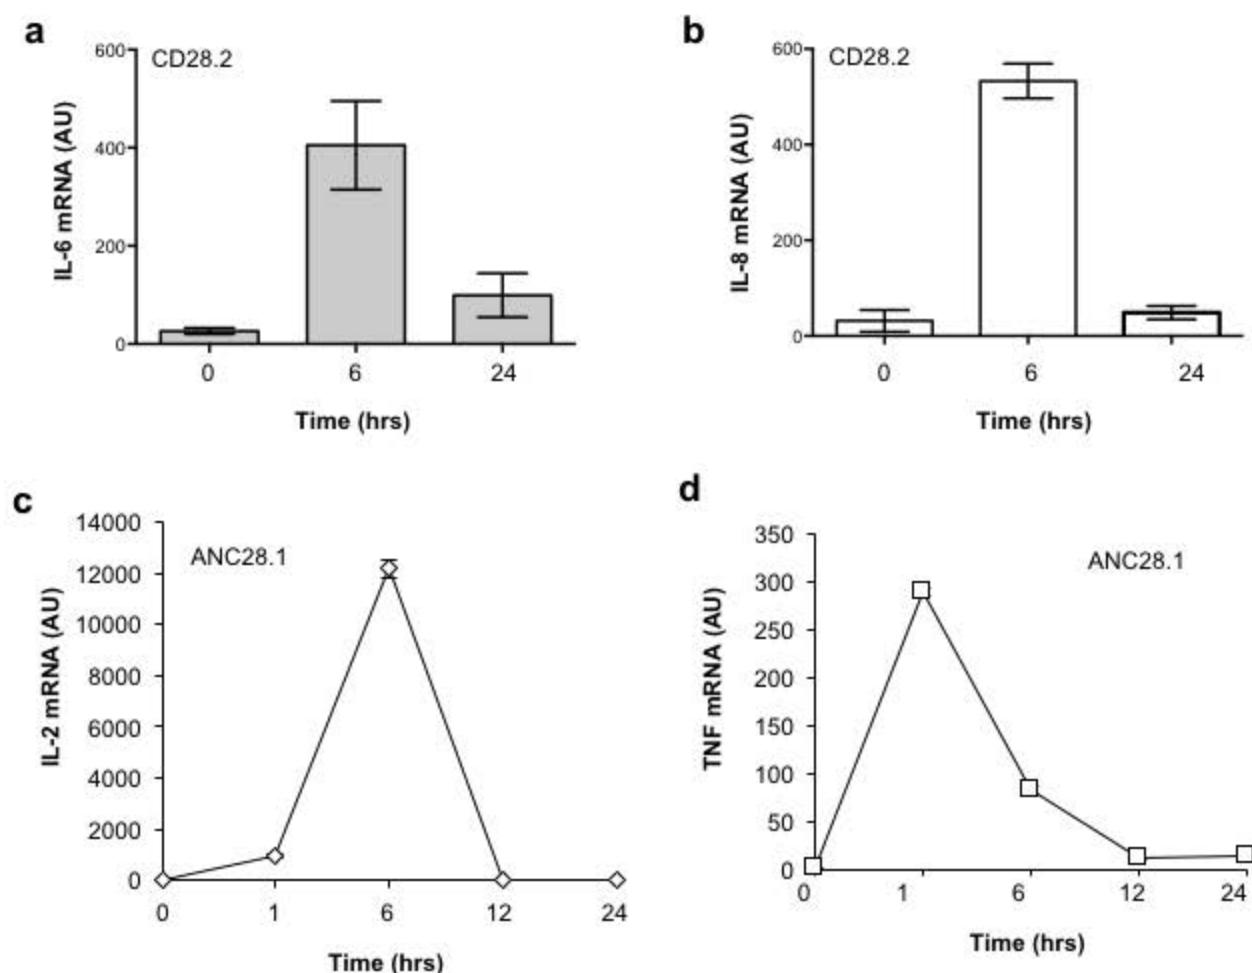 a
CD28.2
IL-6 mRNA (AU)
600
400
200
0
0 6 24
Time (hrs)
b
CD28.2
IL-8 mRNA (AU)
600
400
200
0
0 6 24
Time (hrs)
c
ANC28.1
IL-2 mRNA (AU)
14000
12000
10000
8000
6000
4000
2000
0
0 1 6 12 24
Time (hrs)
d
ANC28.1
TNF mRNA (AU)
350
300
250
200
150
100
50
0
0 1 6 12 24
Time (hrs)